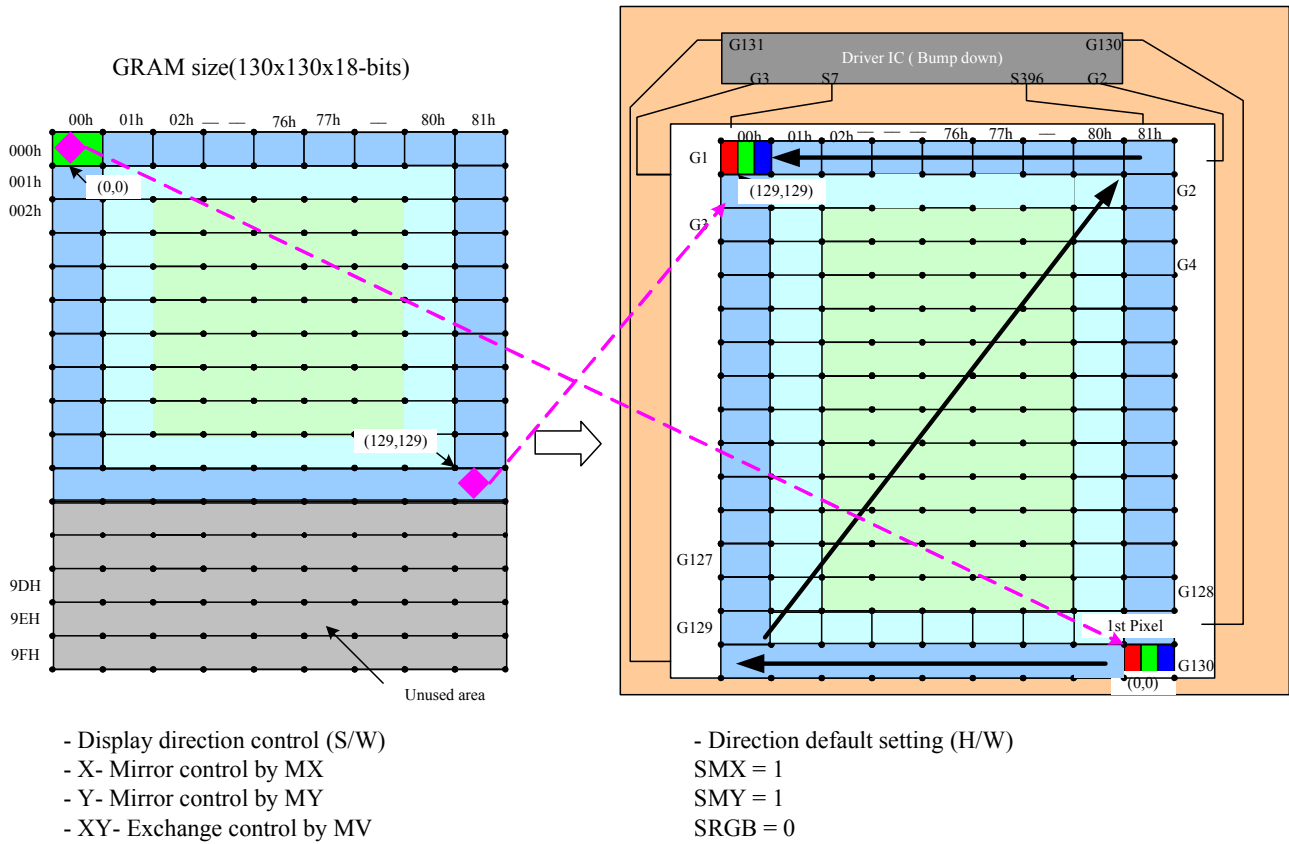 GRAM size(130x130x18-bits)
00h 01h 02h — — 76h 77h — 80h 81h
000h
001h
002h
(0,0)
(129,129)
9DH
9EH
9FH
Unused area
G131 Driver IC ( Bump down) G130
G3 S7 S396 G2
00h 01h 02h — — — 76h 77h — 80h 81h
G1
(129,129)
G2
G3
G4
G127
G128
G129
1st Pixel
G130
(0,0)
- Display direction control (S/W)
- X- Mirror control by MX
- Y- Mirror control by MY
- XY- Exchange control by MV
- Direction default setting (H/W)
SMX = 1
SMY = 1
SRGB = 0